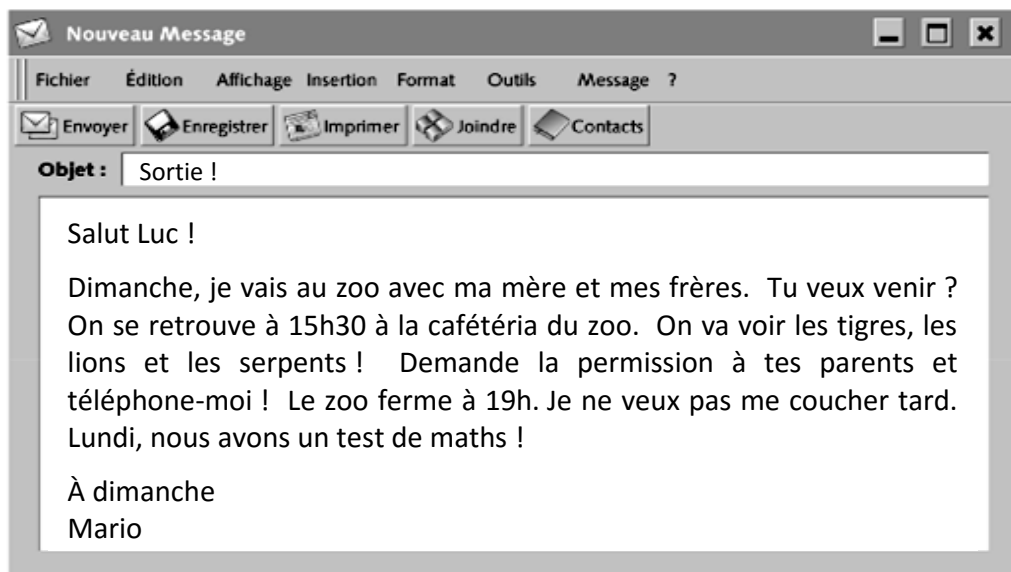 Nouveau Message
Fichier Édition Affichage Insertion Format Outils Message ?
Envoyer Enregistrer Imprimer Joindre Contacts
Objet : Sortie !
Salut Luc !
Dimanche, je vais au zoo avec ma mère et mes frères. Tu veux venir ?
On se retrouve à 15h30 à la cafétéria du zoo. On va voir les tigres, les
lions et les serpents ! Demande la permission à tes parents et
téléphone-moi ! Le zoo ferme à 19h. Je ne veux pas me coucher tard.
Lundi, nous avons un test de maths !
À dimanche
Mario